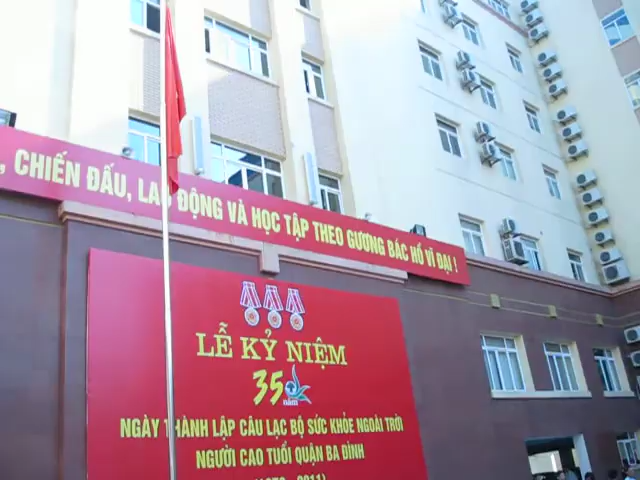 , CHIẾN ĐẤU, LAO ĐỘNG VÀ HỌC TẬP THEO GƯƠNG BÁC HỒ VĨ ĐẠI !
LỄ KỶ NIỆM
35 năm
NGÀY THÀNH LẬP CÂU LẠC BỘ SỨC KHỎE NGOÀI TRỜI
NGƯỜI CAO TUỔI QUẬN BA ĐÌNH